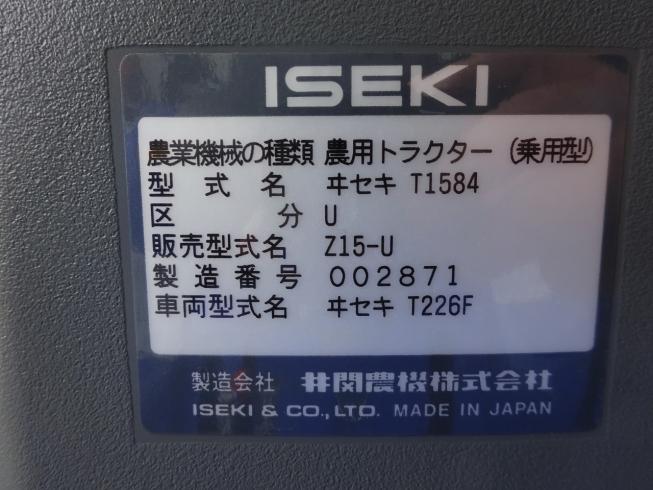 ISEKI
農業機械の種類 農用トラクター (乗用型)
型式名 ヰセキ T1584
区分 U
販売型式名 Z15-U
製造番号 002871
車両型式名 ヰセキ T226F
製造会社 井関農機株式会社
ISEKI & CO.,LTD. MADE IN JAPAN